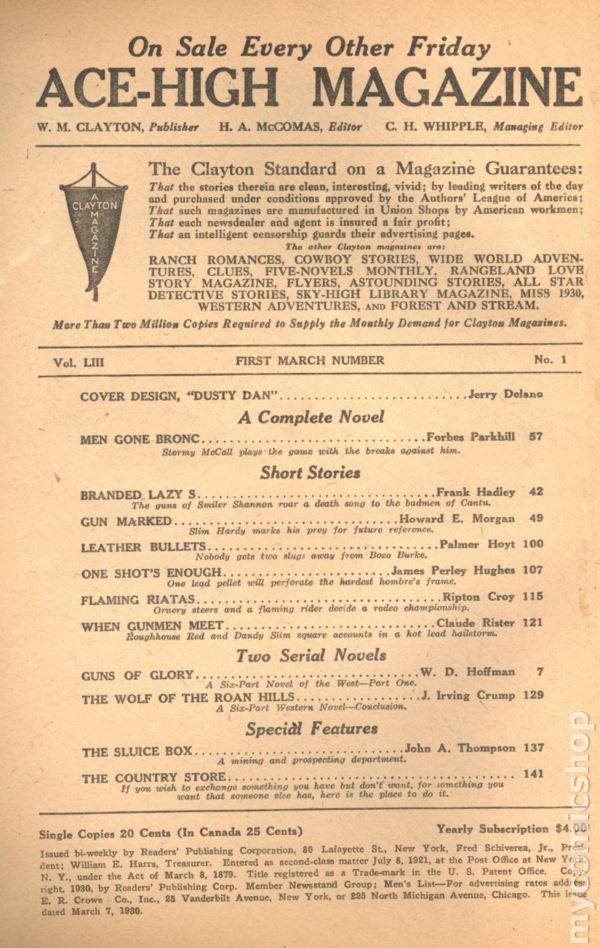 On Sale Every Other Friday
ACE-HIGH MAGAZINE
W. M. CLAYTON, Publisher H. A. McCOMAS, Editor C. H. WHIPPLE, Managing Editor
CLAYTON
A MAGAZINE
The Clayton Standard on a Magazine Guarantees:
That the stories therein are clean, interesting, vivid; by leading writers of the day
and purchased under conditions approved by the Authors' League of America;
That such magazines are manufactured in Union Shops by American workmen;
That each newsdealer and agent is insured a fair profit;
That an intelligent censorship guards their advertising pages.
The other Clayton magazines are:
RANCH ROMANCES, COWBOY STORIES, WIDE WORLD ADVEN-
TURES, CLUES, FIVE-NOVELS MONTHLY, RANGELAND LOVE
STORY MAGAZINE, FLYERS, ASTOUNDING STORIES, ALL STAR
DETECTIVE STORIES, SKY-HIGH LIBRARY MAGAZINE, MISS 1930,
WESTERN ADVENTURES, AND FOREST AND STREAM.
More Than Two Million Copies Required to Supply the Monthly Demand for Clayton Magazines.
Vol. LIII FIRST MARCH NUMBER No. 1
COVER DESIGN, "DUSTY DAN"..........................Jerry Delano
A Complete Novel
MEN GONE BRONC..............................Forbes Parkhill 57
Stormy McCall plays the game with the breaks against him.
Short Stories
BRANDED LAZY S................................Frank Hadley 42
The guns of Smiler Shannon roar a death song to the badmen of Cantu.
GUN MARKED..............................Howard E. Morgan 49
Slim Hardy marks his prey for future reference.
LEATHER BULLETS................................Palmer Hoyt 100
Nobody gets two slugs away from Bozo Burke.
ONE SHOT'S ENOUGH.......................James Perley Hughes 107
One lead pellet will perforate the hardest hombre's frame.
FLAMING RIATAS................................Ripton Croy 115
Ornery steers and a flaming rider decide a rodeo championship.
WHEN GUNMEN MEET............................Claude Rister 121
Roughhouse Red and Dandy Slim square accounts in a hot lead hailstorm.
Two Serial Novels
GUNS OF GLORY..............................W. D. Hoffman 7
A Six-Part Novel of the West—Part One.
THE WOLF OF THE ROAN HILLS.................J. Irving Crump 129
A Six-Part Western Novel—Conclusion.
Special Features
THE SLUICE BOX............................John A. Thompson 137
A mining and prospecting department.
THE COUNTRY STORE...................................... 141
If you wish to exchange something you have but don't want, for something you
want that someone else has, here is the place to do it.
Single Copies 20 Cents (In Canada 25 Cents) Yearly Subscription $4.00
Issued bi-weekly by Readers' Publishing Corporation, 80 Lafayette St., New York, Fred Schiverea, Jr., Presi-
dent; William E. Harrs, Treasurer. Entered as second-class matter July 8, 1921, at the Post Office at New York,
N. Y., under the Act of March 8, 1879. Title registered as a Trade-mark in the U. S. Patent Office. Copy-
right, 1930, by Readers' Publishing Corp. Member Newsstand Group; Men's List—For advertising rates address
E. R. Crowe Co., Inc., 25 Vanderbilt Avenue, New York, or 225 North Michigan Avenue, Chicago. This issue
dated March 7, 1930.
mycomicshop